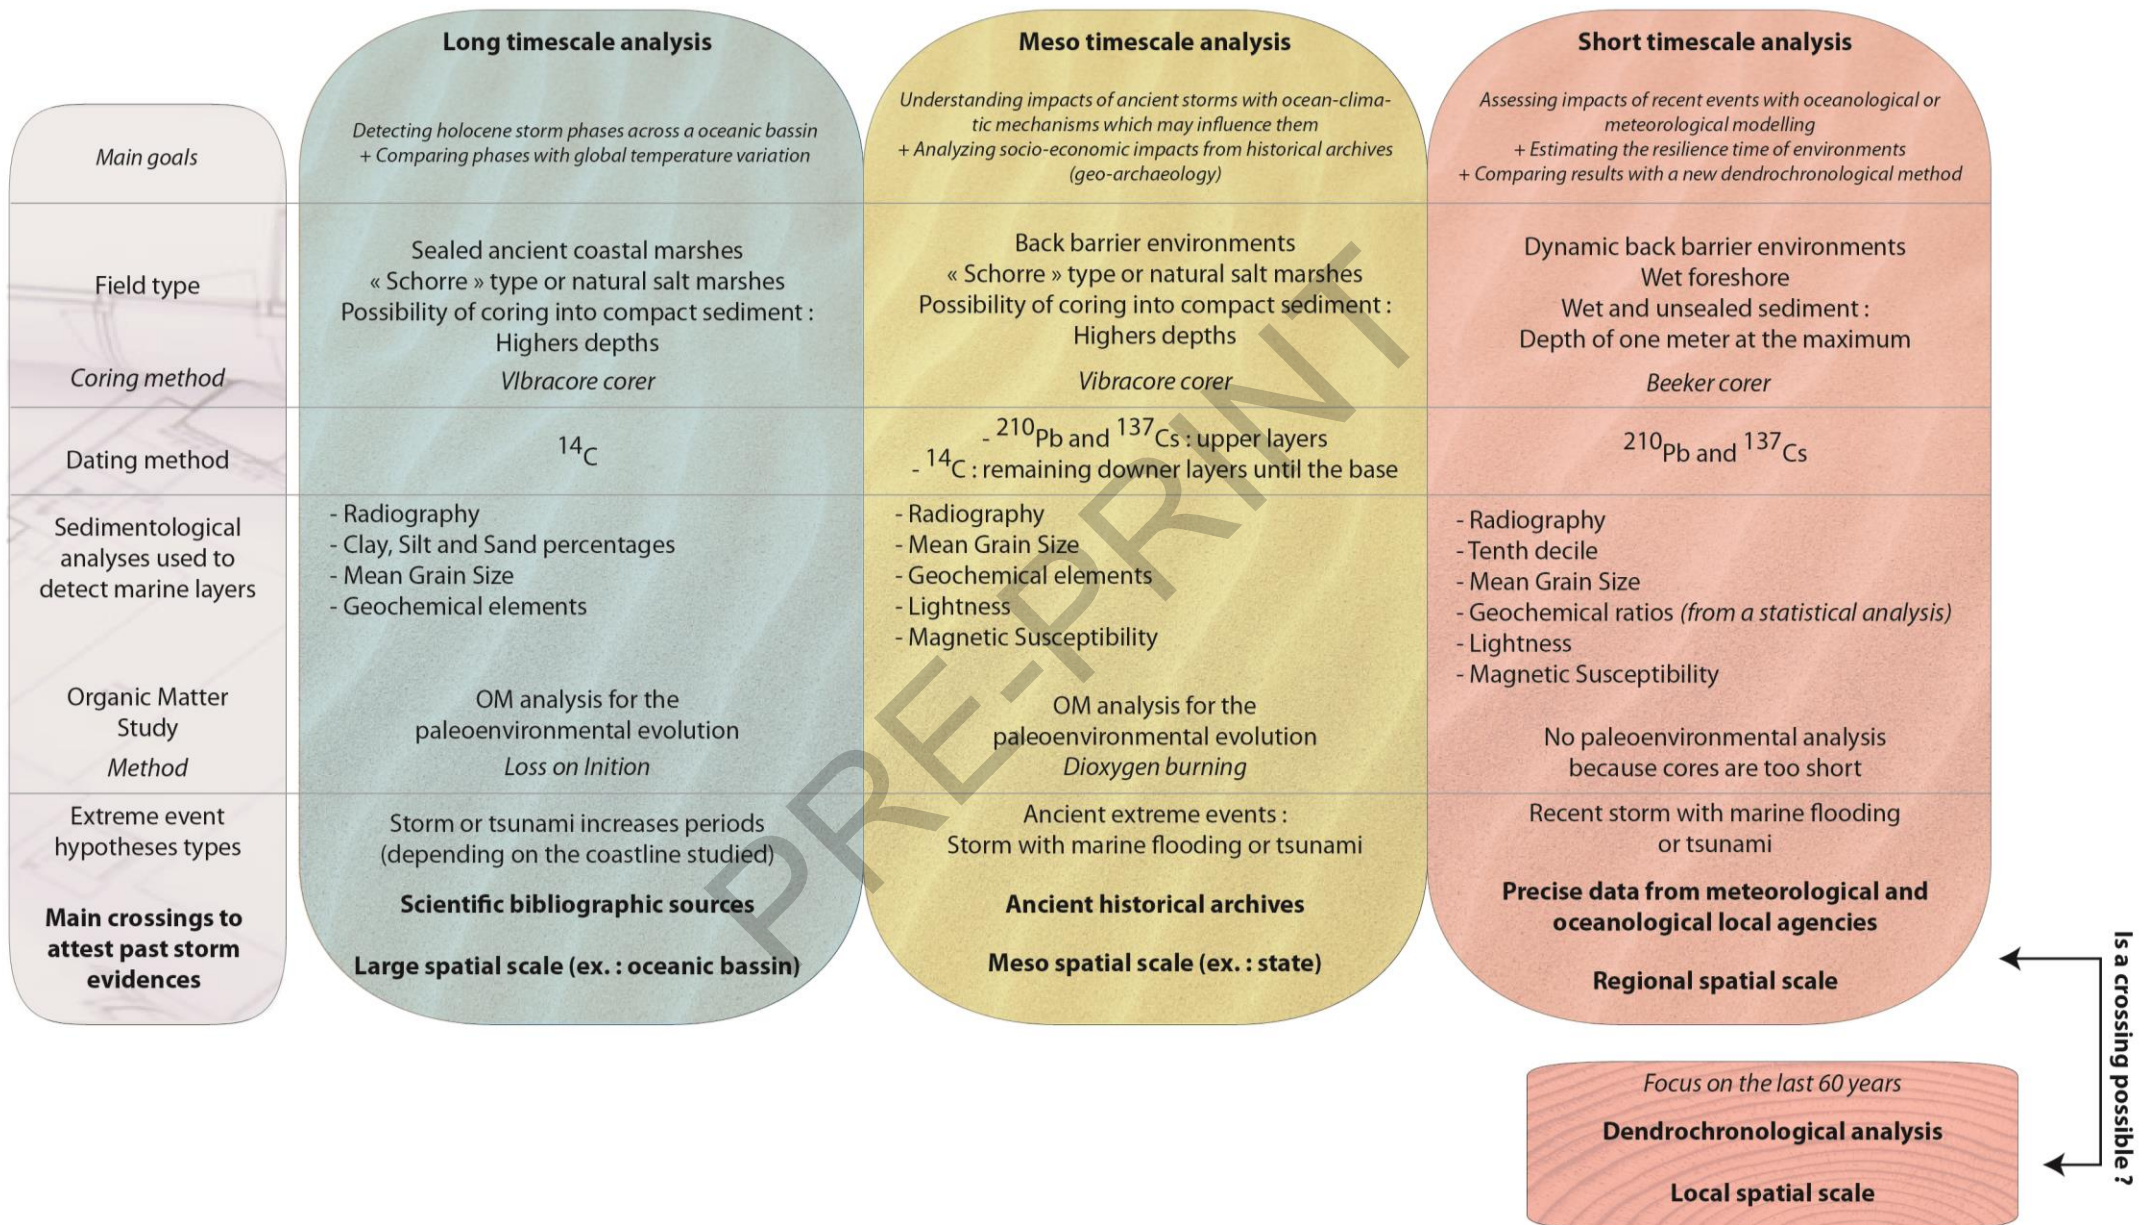 Long timescale analysis
Meso timescale analysis
Short timescale analysis
Main goals
Detecting holocene storm phases across a oceanic bassin
+ Comparing phases with global temperature variation
Understanding impacts of ancient storms with ocean-clima-
tic mechanisms which may influence them
+ Analyzing socio-economic impacts from historical archives
(geo-archaeology)
Assessing impacts of recent events with oceanological or
meteorological modelling
+ Estimating the resilience time of environments
+ Comparing results with a new dendrochronological method
Field type
Sealed ancient coastal marshes
« Schorre » type or natural salt marshes
Possibility of coring into compact sediment :
Highers depths
Back barrier environments
« Schorre » type or natural salt marshes
Possibility of coring into compact sediment :
Highers depths
Dynamic back barrier environments
Wet foreshore
Wet and unsealed sediment :
Depth of one meter at the maximum
Coring method
VIbracore corer
Vibracore corer
Beeker corer
Dating method
14C
- 210Pb and 137Cs : upper layers
- 14C : remaining downer layers until the base
210Pb and 137Cs
Sedimentological
analyses used to
detect marine layers
- Radiography
- Clay, Silt and Sand percentages
- Mean Grain Size
- Geochemical elements
- Radiography
- Mean Grain Size
- Geochemical elements
- Lightness
- Magnetic Susceptibility
- Radiography
- Tenth decile
- Mean Grain Size
- Geochemical ratios (from a statistical analysis)
- Lightness
- Magnetic Susceptibility
Organic Matter
Study
Method
OM analysis for the
paleoenvironmental evolution
Loss on Inition
OM analysis for the
paleoenvironmental evolution
Dioxygen burning
No paleoenvironmental analysis
because cores are too short
Extreme event
hypotheses types
Storm or tsunami increases periods
(depending on the coastline studied)
Ancient extreme events :
Storm with marine flooding or tsunami
Recent storm with marine flooding
or tsunami
Main crossings to
attest past storm
evidences
Scientific bibliographic sources
Large spatial scale (ex. : oceanic bassin)
Ancient historical archives
Meso spatial scale (ex. : state)
Precise data from meteorological and
oceanological local agencies
Regional spatial scale
Is a crossing possible ?
Focus on the last 60 years
Dendrochronological analysis
Local spatial scale
PRE-PRINT